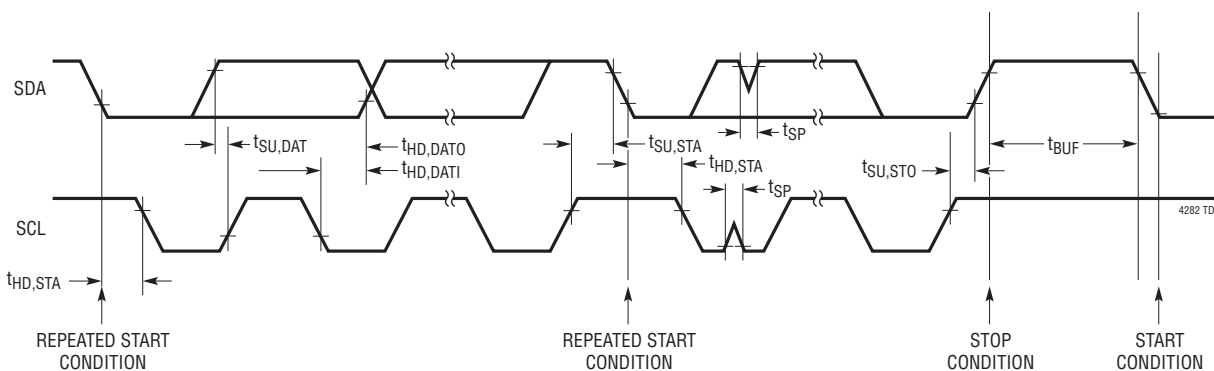 SDA
tSU,DAT
tHD,DATO
tHD,DATI
tSU,STA
tHD,STA
tSP
tSP
tSU,STO
tBUF
SCL
4282 TD
tHD,STA
REPEATED START
CONDITION
REPEATED START
CONDITION
STOP
CONDITION
START
CONDITION